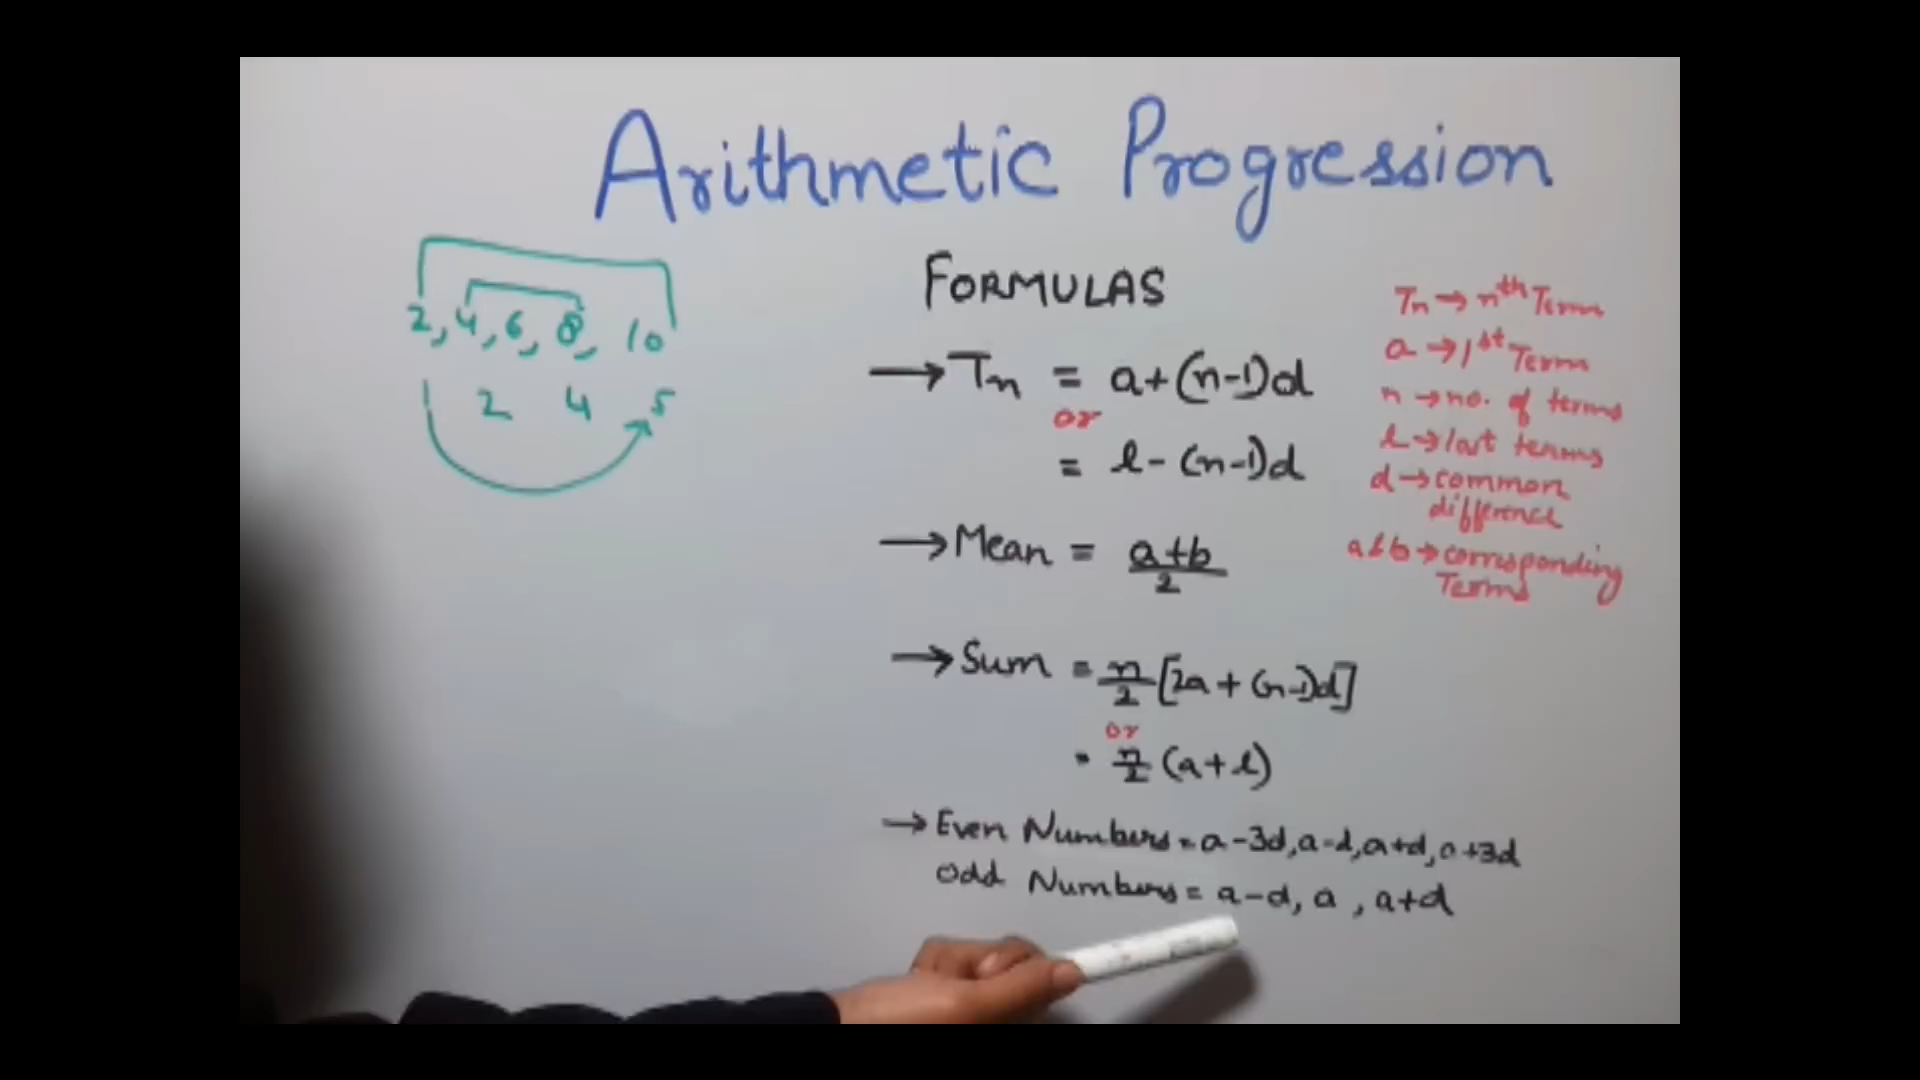 Arithmetic Progression
2, 4, 6, 8, 10
1 2 4 5
FORMULAS
→ Tn = a+(n-1)d
or
= l - (n-1)d
→ Mean = a+b/2
→ Sum = n/2 [2a + (n-1)d]
or
= n/2 (a+l)
→ Even Numbers = a-3d, a-d, a+d, a+3d
Odd Numbers = a-d, a, a+d
Tn → nth Term
a → 1st Term
n → no. of terms
l → last terms
d → common
difference
a & b → corresponding
Terms